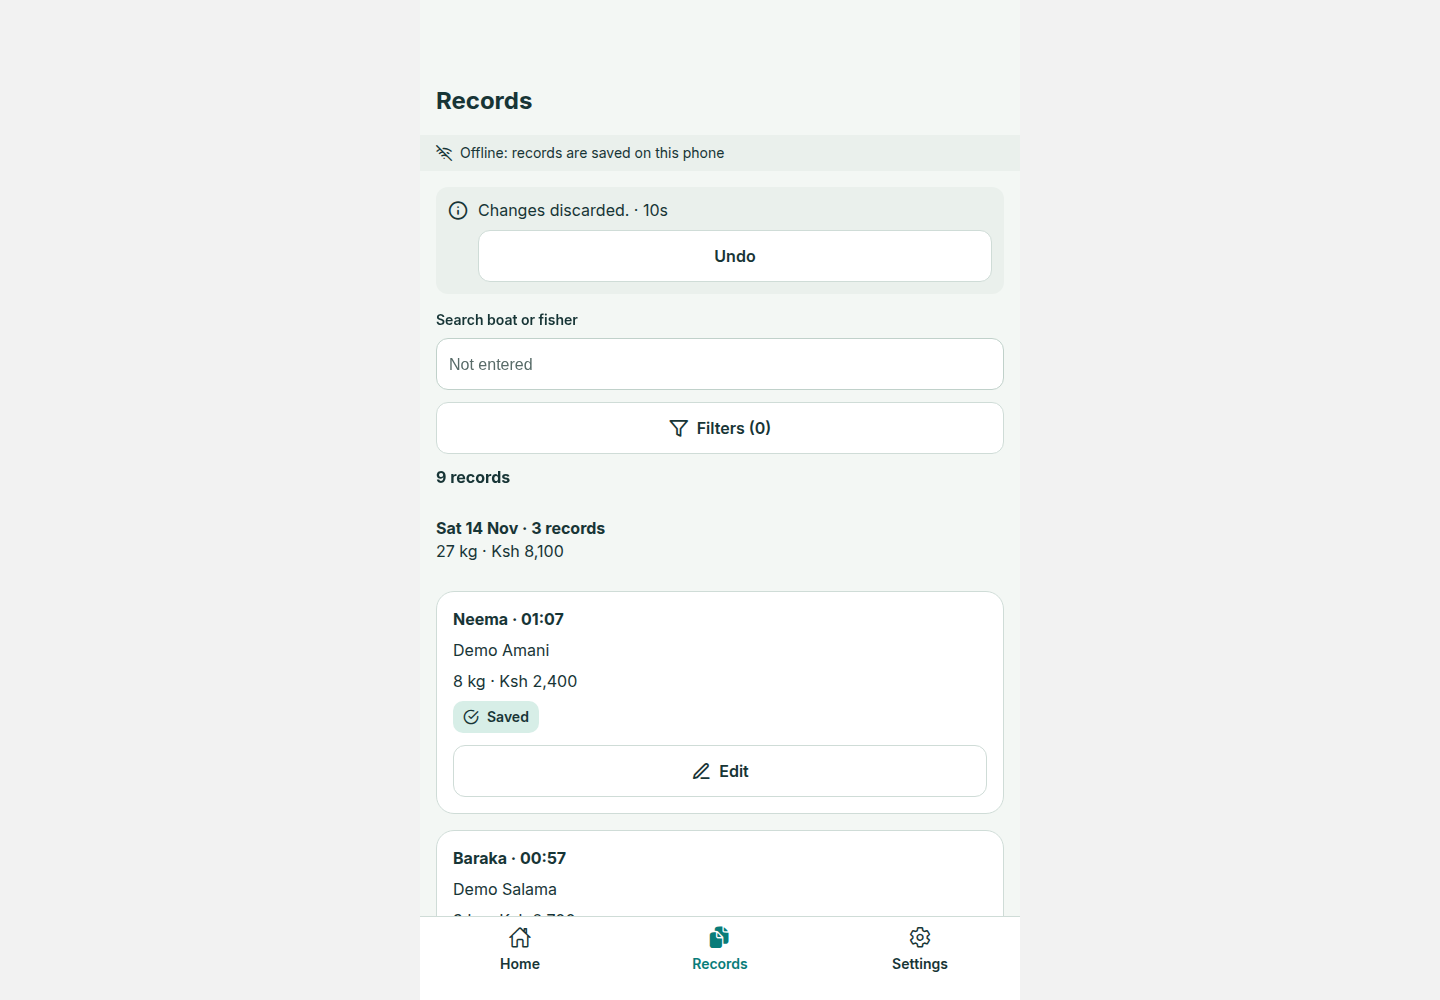 Records
Offline: records are saved on this phone
Changes discarded. · 10s
Undo
Search boat or fisher
Not entered
Filters (0)
9 records
Sat 14 Nov · 3 records
27 kg · Ksh 8,100
Neema · 01:07
Demo Amani
8 kg · Ksh 2,400
Saved
Edit
Baraka · 00:57
Demo Salama
Home
Records
Settings